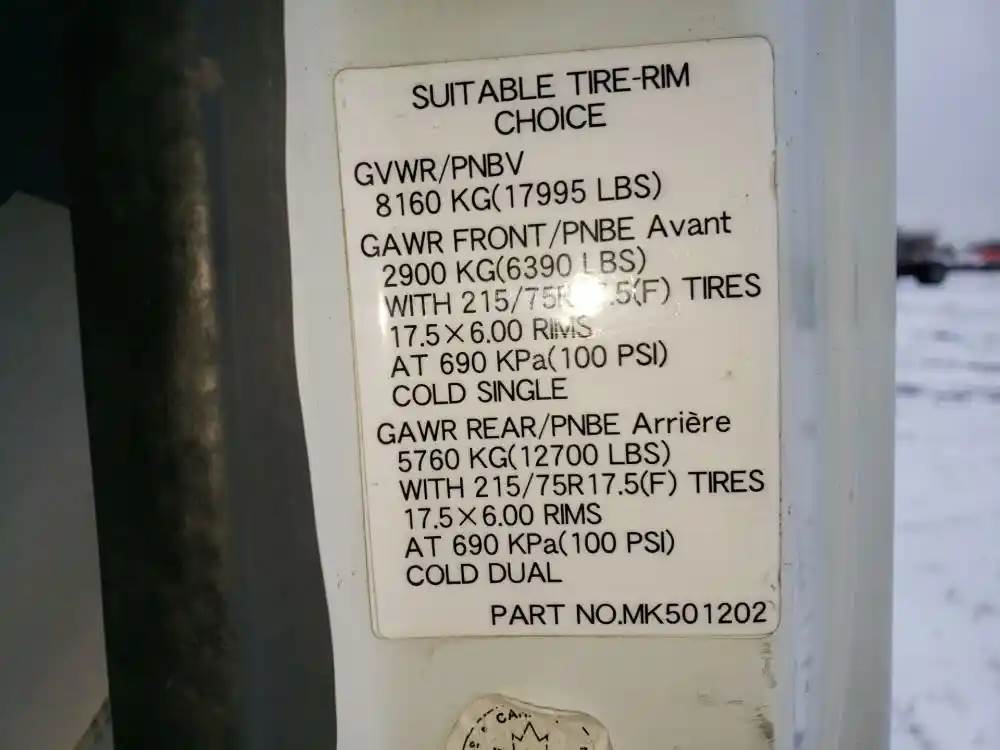 SUITABLE TIRE-RIM
CHOICE
GVWR/PNBV
8160 KG(17995 LBS)
GAWR FRONT/PNBE Avant
2900 KG(6390 LBS)
WITH TIRES
17.5×6.00 RIMS
AT 690 KPa(100 PSI)
COLD SINGLE
GAWR REAR/PNBE Arrière
5760 KG(12700 LBS)
WITH 215/75R17.5(F) TIRES
17.5×6.00 RIMS
AT 690 KPa(100 PSI)
COLD DUAL
PART NO.MK501202